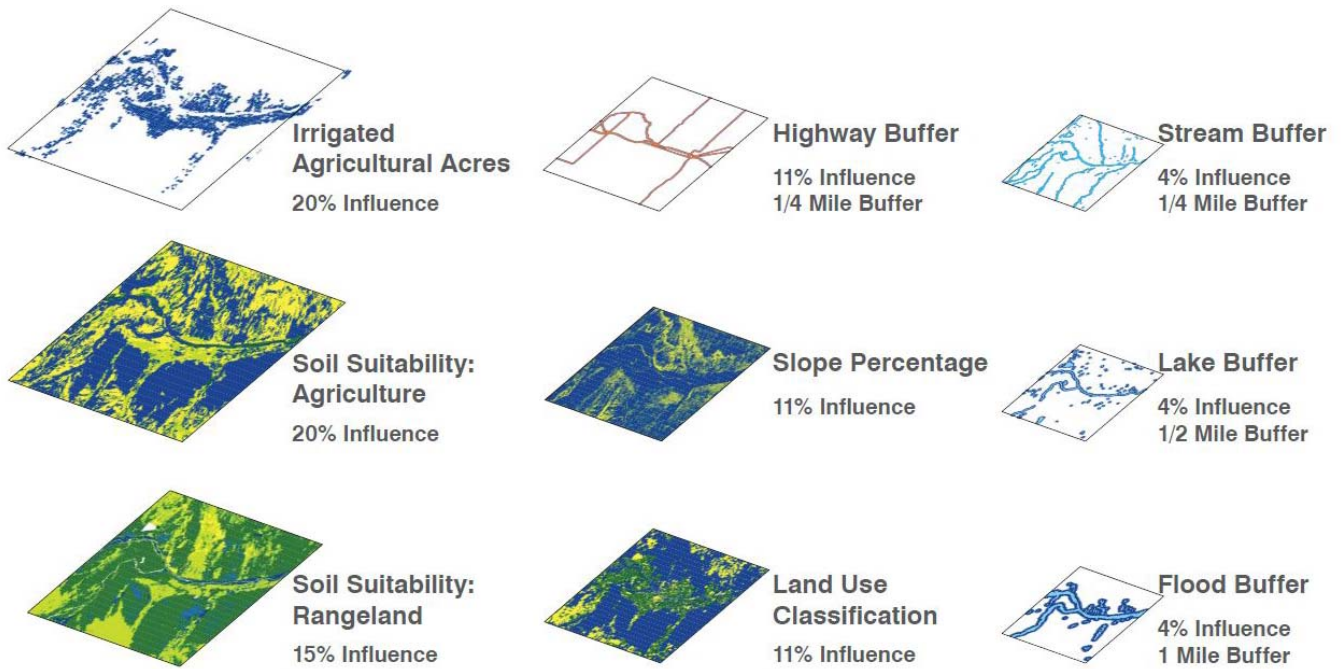 Irrigated
Agricultural Acres
20% Influence
Highway Buffer
11% Influence
1/4 Mile Buffer
Stream Buffer
4% Influence
1/4 Mile Buffer
Soil Suitability:
Agriculture
20% Influence
Slope Percentage
11% Influence
Lake Buffer
4% Influence
1/2 Mile Buffer
Soil Suitability:
Rangeland
15% Influence
Land Use
Classification
11% Influence
Flood Buffer
4% Influence
1 Mile Buffer